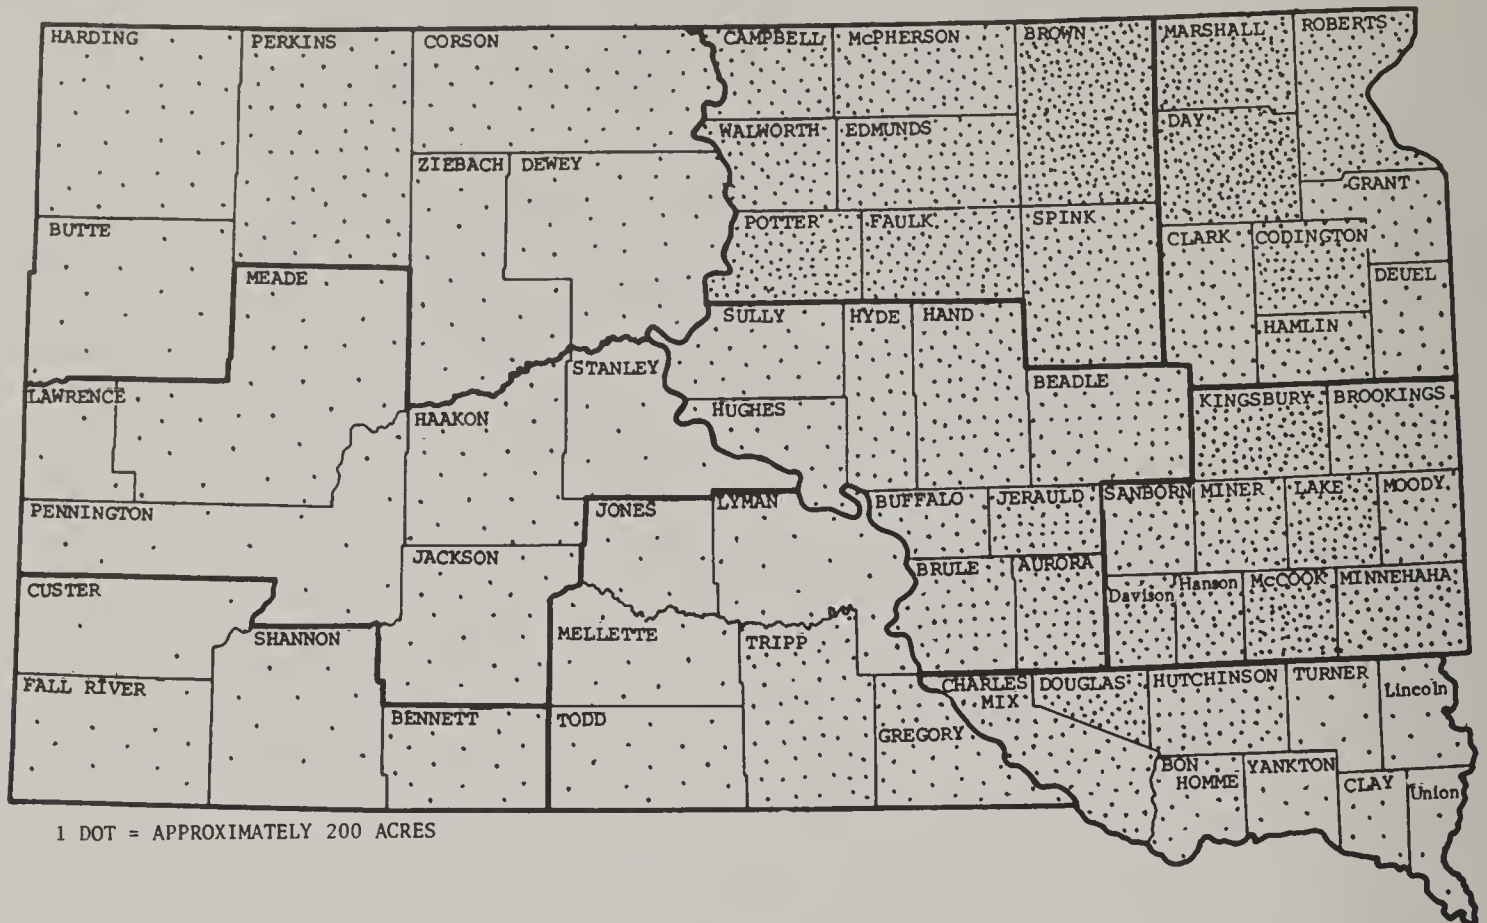 HARDING
PERKINS
CORSON
CAMPBELL
McPHERSON
BROWN
MARSHALL
ROBERTS
WALWORTH
EDMUNDS
DAY
ZIEBACH
DEWEY
GRANT
BUTTE
POTTER
FAULK
SPINK
CLARK
CODINGTON
MEADE
DEUEL
SULLY
HYDE
HAND
HAMLIN
LAWRENCE
STANLEY
BEADLE
HAAKON
HUGHES
KINGSBURY
BROOKINGS
PENNINGTON
JONES
LYMAN
BUFFALO
JERAULD
SANBORN
MINER
LAKE
MOODY
JACKSON
BRULE
AURORA
CUSTER
Davison
Hanson
McCOOK
MINNEHAHA
SHANNON
MELLETTE
TRIPP
FALL RIVER
CHARLES
MIX
DOUGLAS
HUTCHINSON
TURNER
Lincoln
BENNETT
TODD
GREGORY
BON
HOMME
YANKTON
CLAY
Union
1 DOT = APPROXIMATELY 200 ACRES